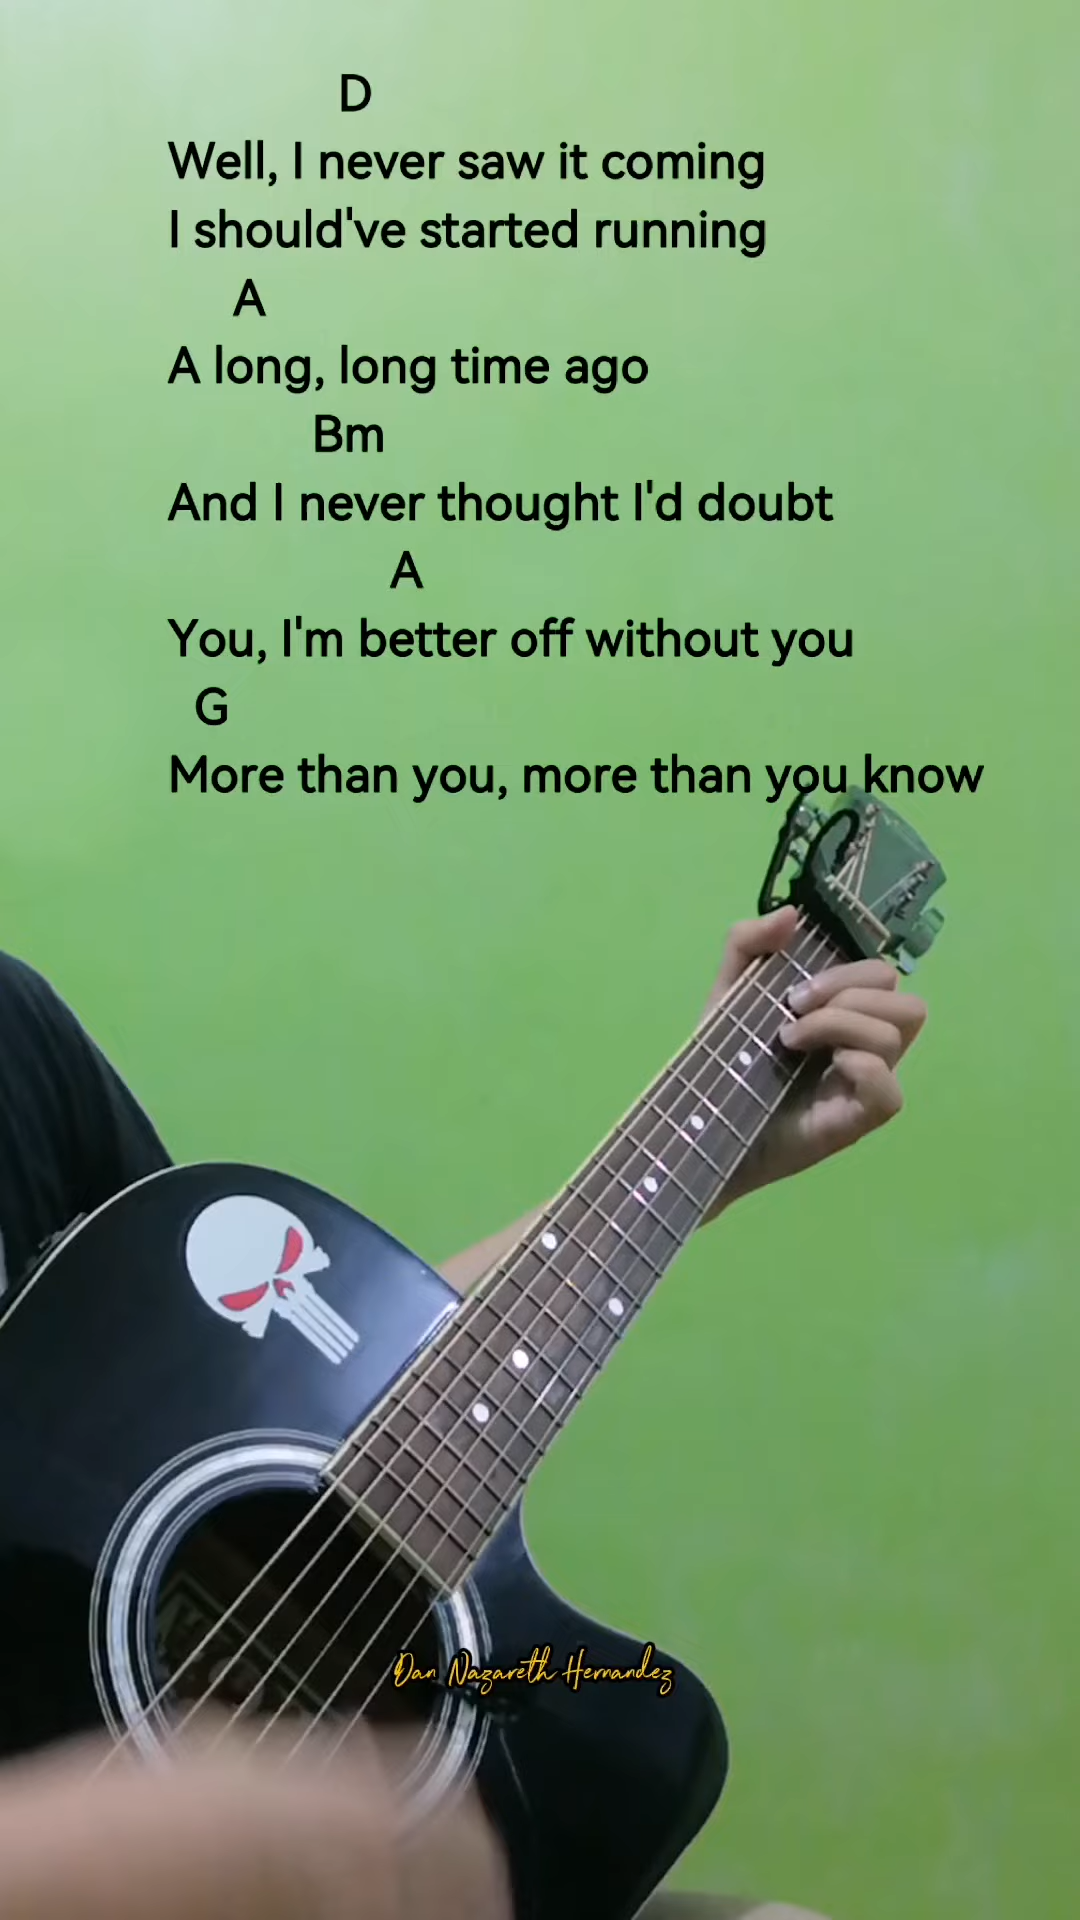 D
Well, I never saw it coming
I should've started running
A
A long, long time ago
Bm
And I never thought I'd doubt
A
You, I'm better off without you
G
More than you, more than you know
Dan Nazareth Hernandez